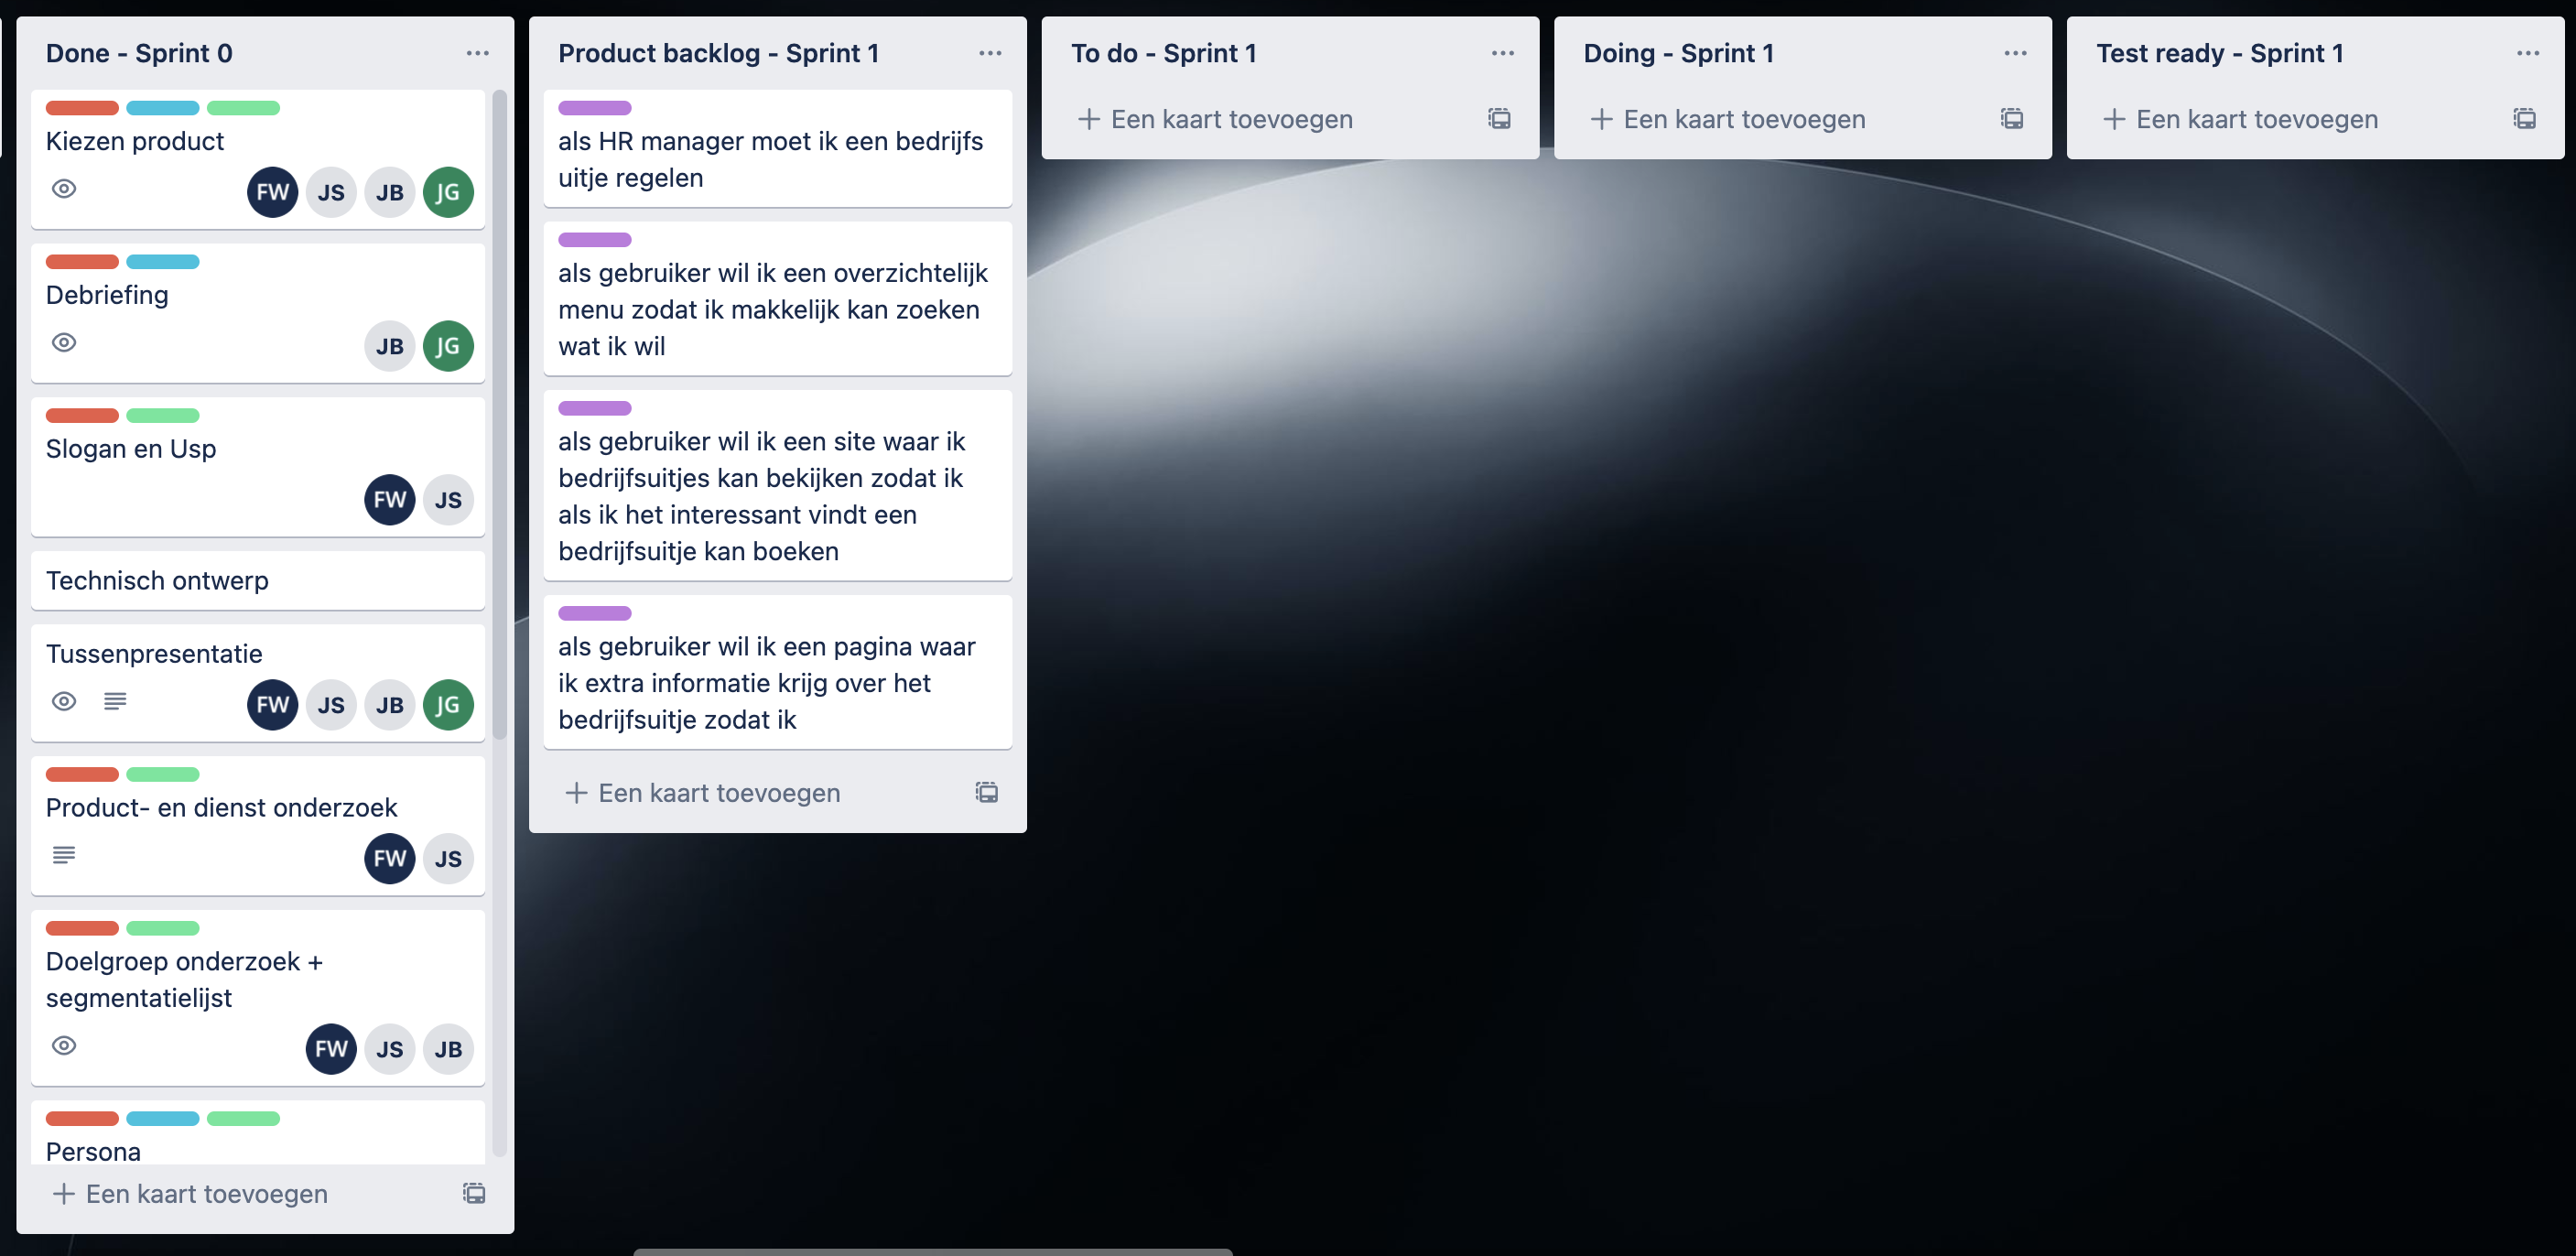 Done - Sprint 0
Kiezen product
FW JS JB JG
Debriefing
JB JG
Slogan en Usp
FW JS
Technisch ontwerp
Tussenpresentatie
FW JS JB JG
Product- en dienst onderzoek
FW JS
Doelgroep onderzoek +
segmentatielijst
FW JS JB
Persona
+ Een kaart toevoegen
Product backlog - Sprint 1
als HR manager moet ik een bedrijfs
uitje regelen
als gebruiker wil ik een overzichtelijk
menu zodat ik makkelijk kan zoeken
wat ik wil
als gebruiker wil ik een site waar ik
bedrijfsuitjes kan bekijken zodat ik
als ik het interessant vindt een
bedrijfsuitje kan boeken
als gebruiker wil ik een pagina waar
ik extra informatie krijg over het
bedrijfsuitje zodat ik
+ Een kaart toevoegen
To do - Sprint 1
+ Een kaart toevoegen
Doing - Sprint 1
+ Een kaart toevoegen
Test ready - Sprint 1
+ Een kaart toevoegen